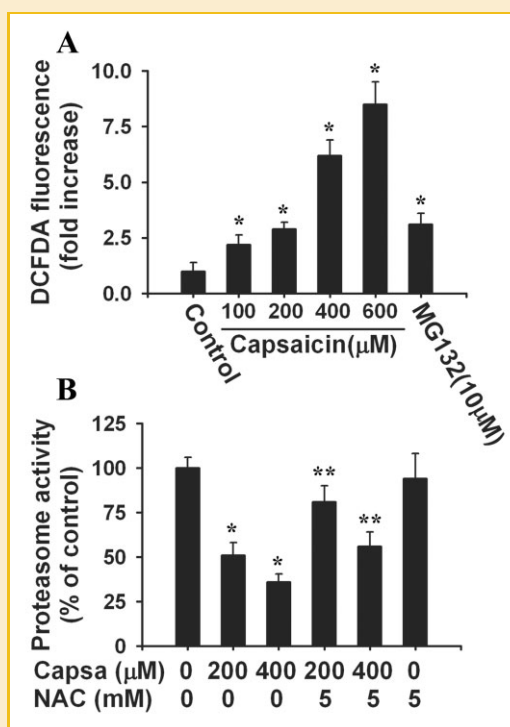 A
DCFDA fluorescence
(fold increase)
10.0
7.5
5.0
2.5
0.0
*
*
*
*
*
Control
100 200 400 600
Capsaicin(μM)
MG132(10μM)
B
Proteasome activity
(% of control)
125
100
75
50
25
0
*
*
**
**
Capsa (μM) 0 200 400 200 400 0
NAC (mM) 0 0 0 5 5 5